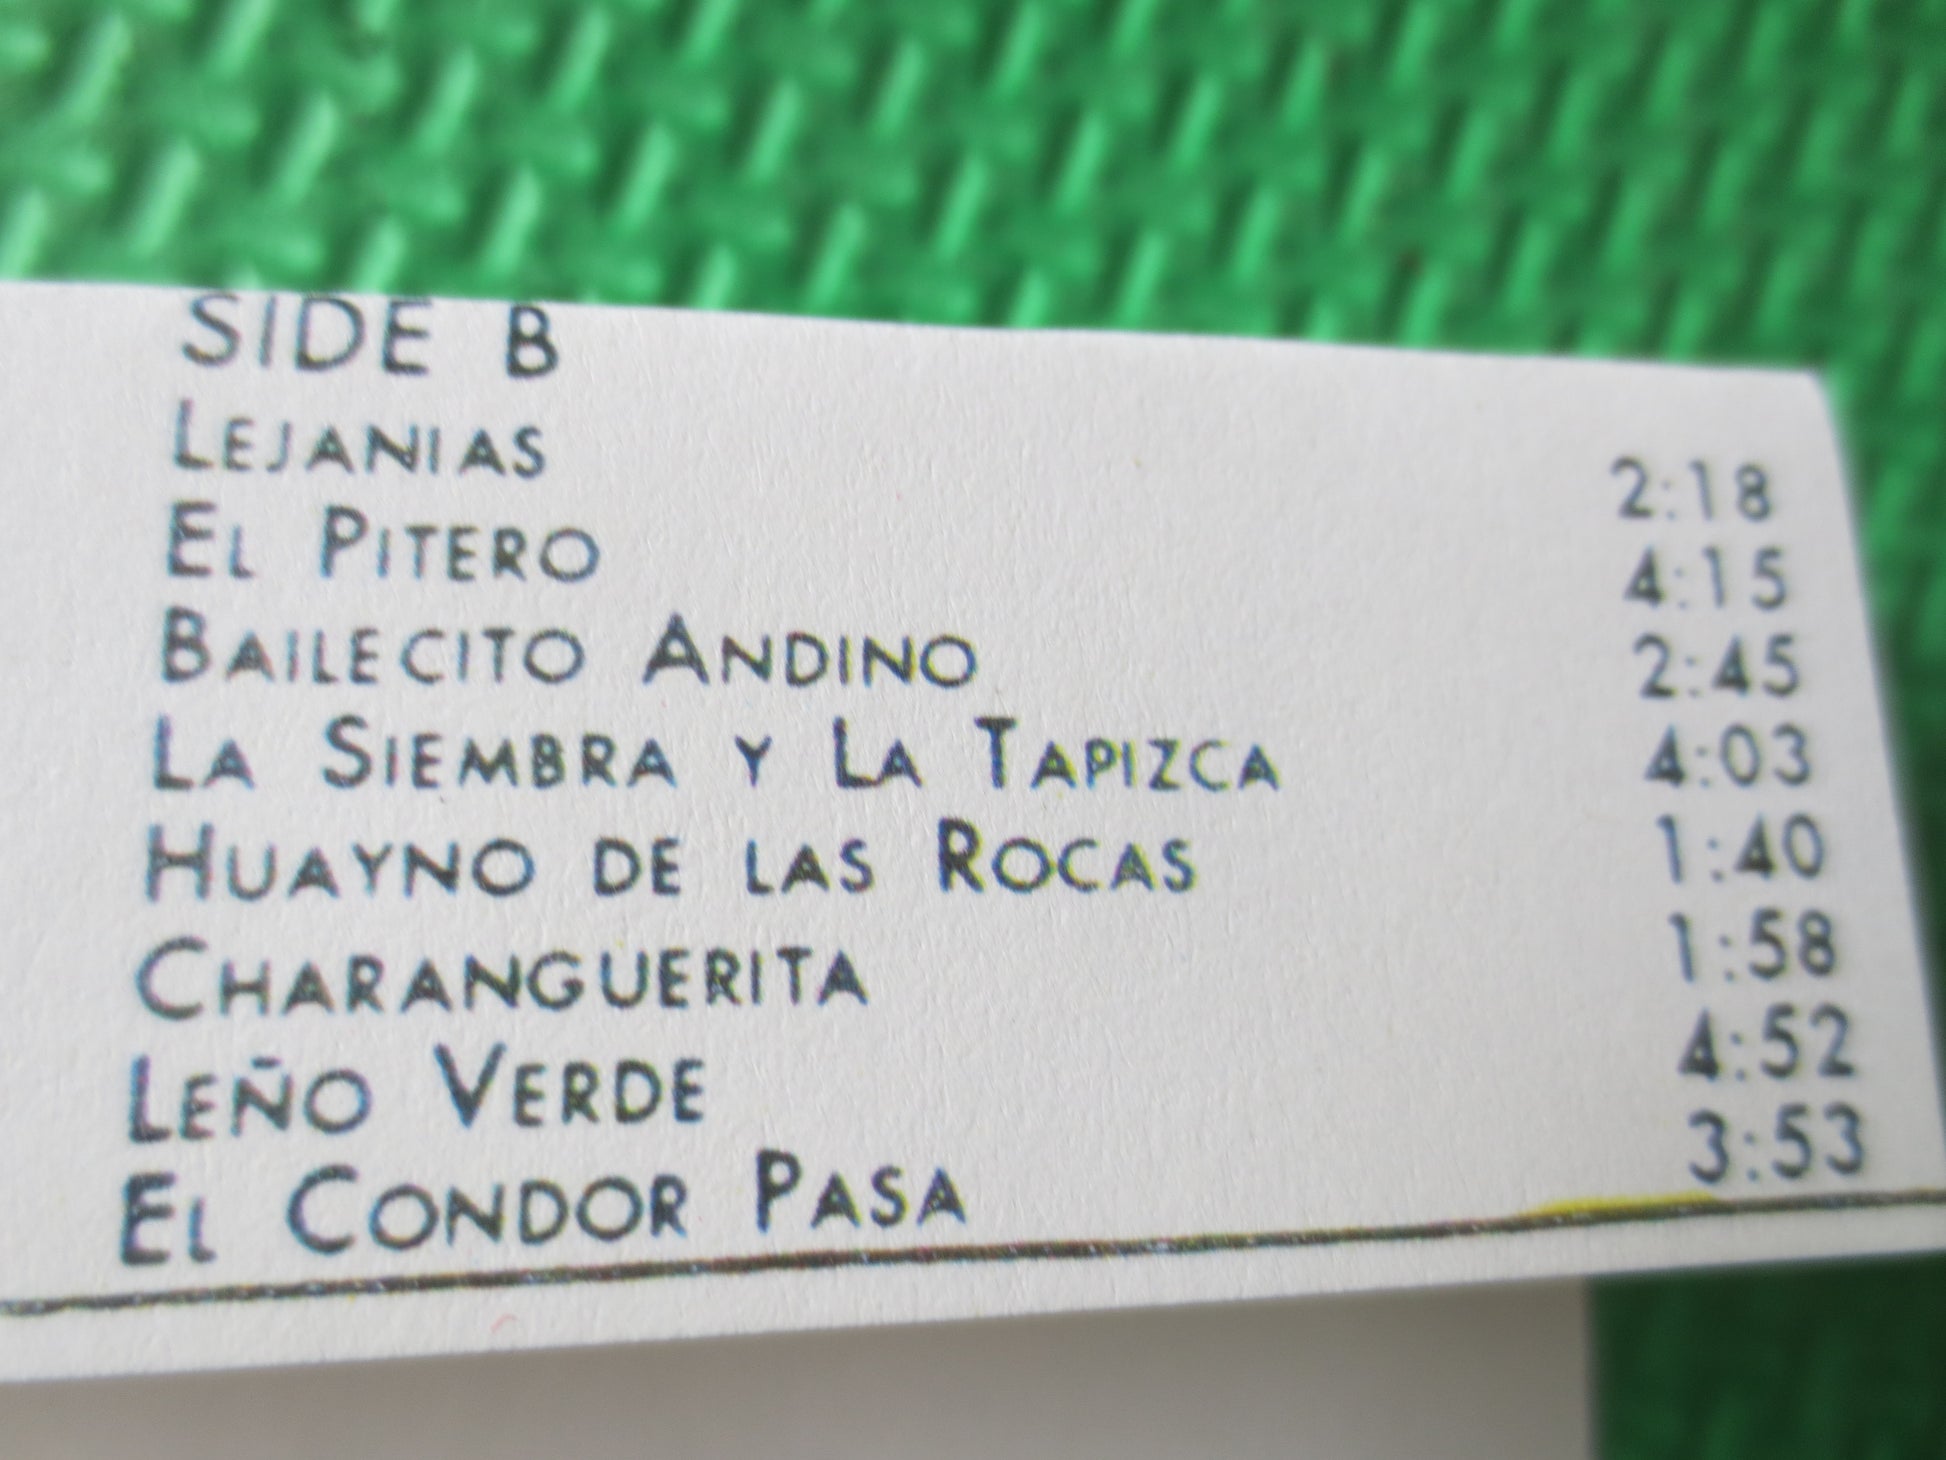 SIDE B
LEJANIAS 2:18
EL PITERO 4:15
BAILECITO ANDINO 2:45
LA SIEMBRA Y LA TAPIZCA 4:03
HUAYNO DE LAS ROCAS 1:40
CHARANGUERITA 1:58
LEÑO VERDE 4:52
EL CONDOR PASA 3:53